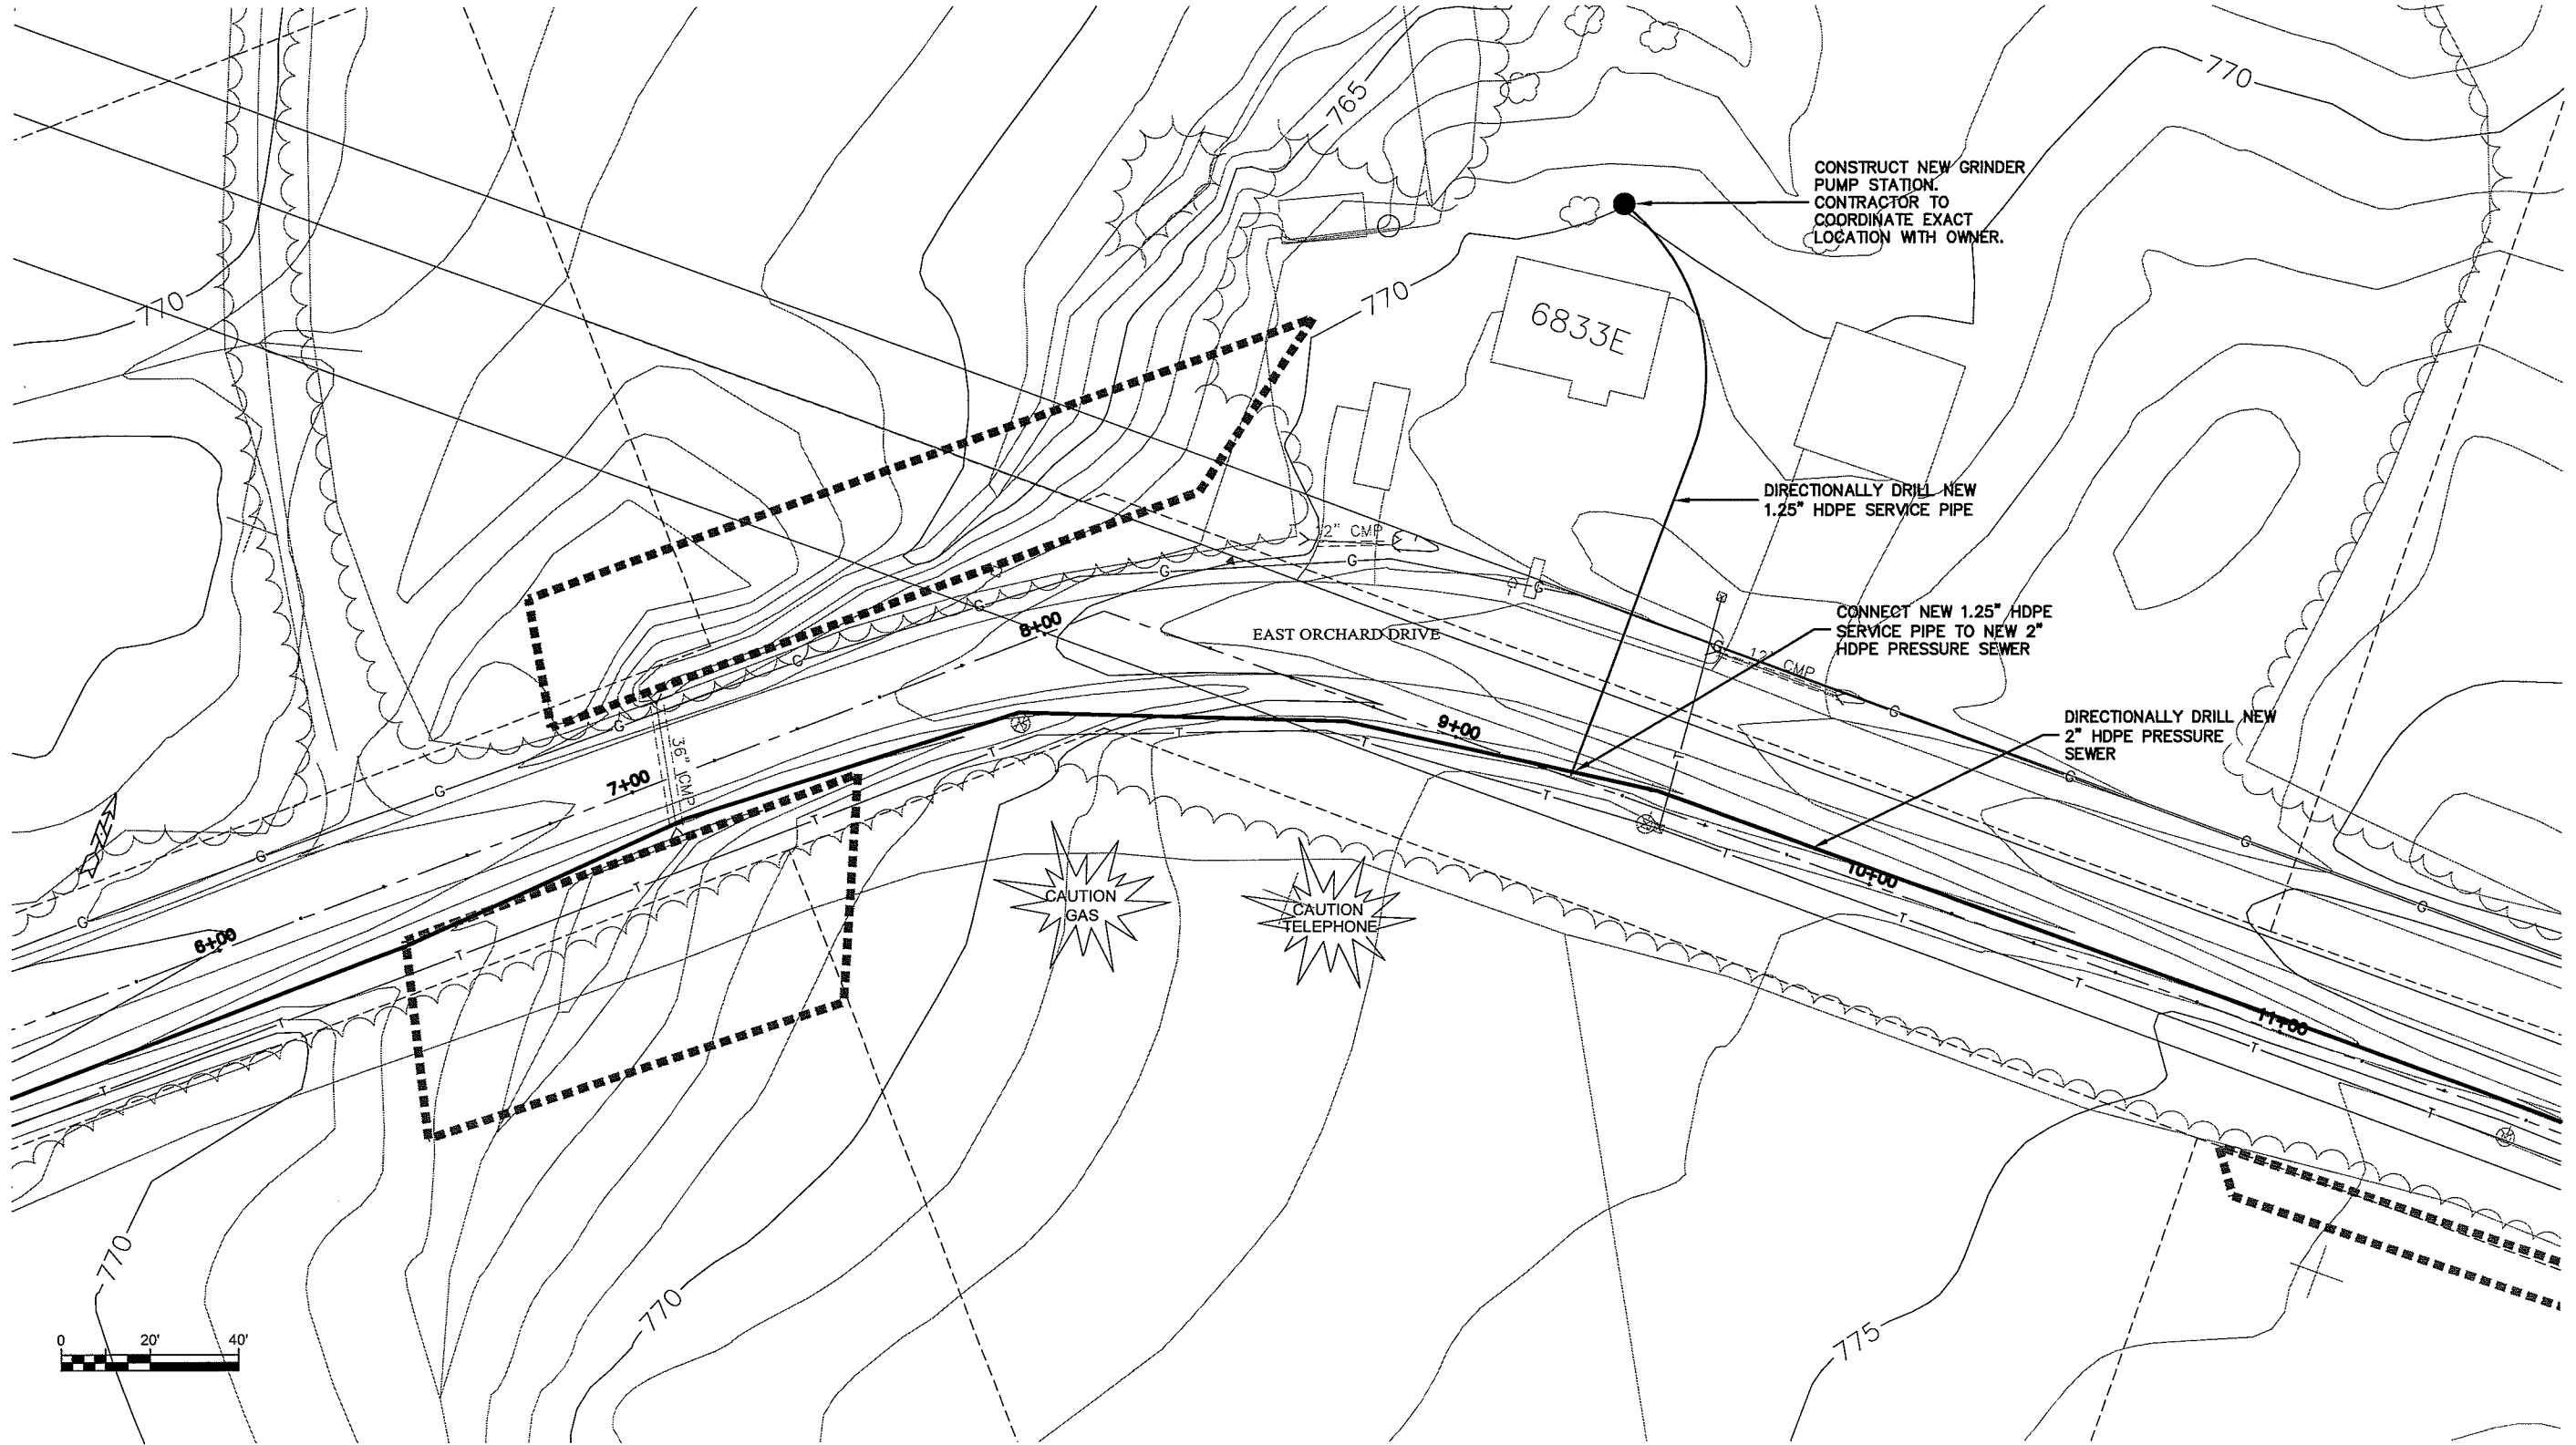 770
765
CONSTRUCT NEW GRINDER
PUMP STATION.
CONTRACTOR TO
COORDINATE EXACT
LOCATION WITH OWNER.
770
770
6833E
DIRECTIONALLY DRILL NEW
1.25" HDPE SERVICE PIPE
12" CMP
G
G
G
G
G
CONNECT NEW 1.25" HDPE
SERVICE PIPE TO NEW 2"
HDPE PRESSURE SEWER
8+00
EAST ORCHARD DRIVE
G
12" CMP
G
G
G
DIRECTIONALLY DRILL NEW
2" HDPE PRESSURE
SEWER
9+00
T
T
T
T
36" CMP
7+00
G
G
G
G
T
T
T
G
G
10+00
CAUTION
GAS
CAUTION
TELEPHONE
6+00
T
T
T
11+00
T
T
T
T
770
770
775
0 20' 40'